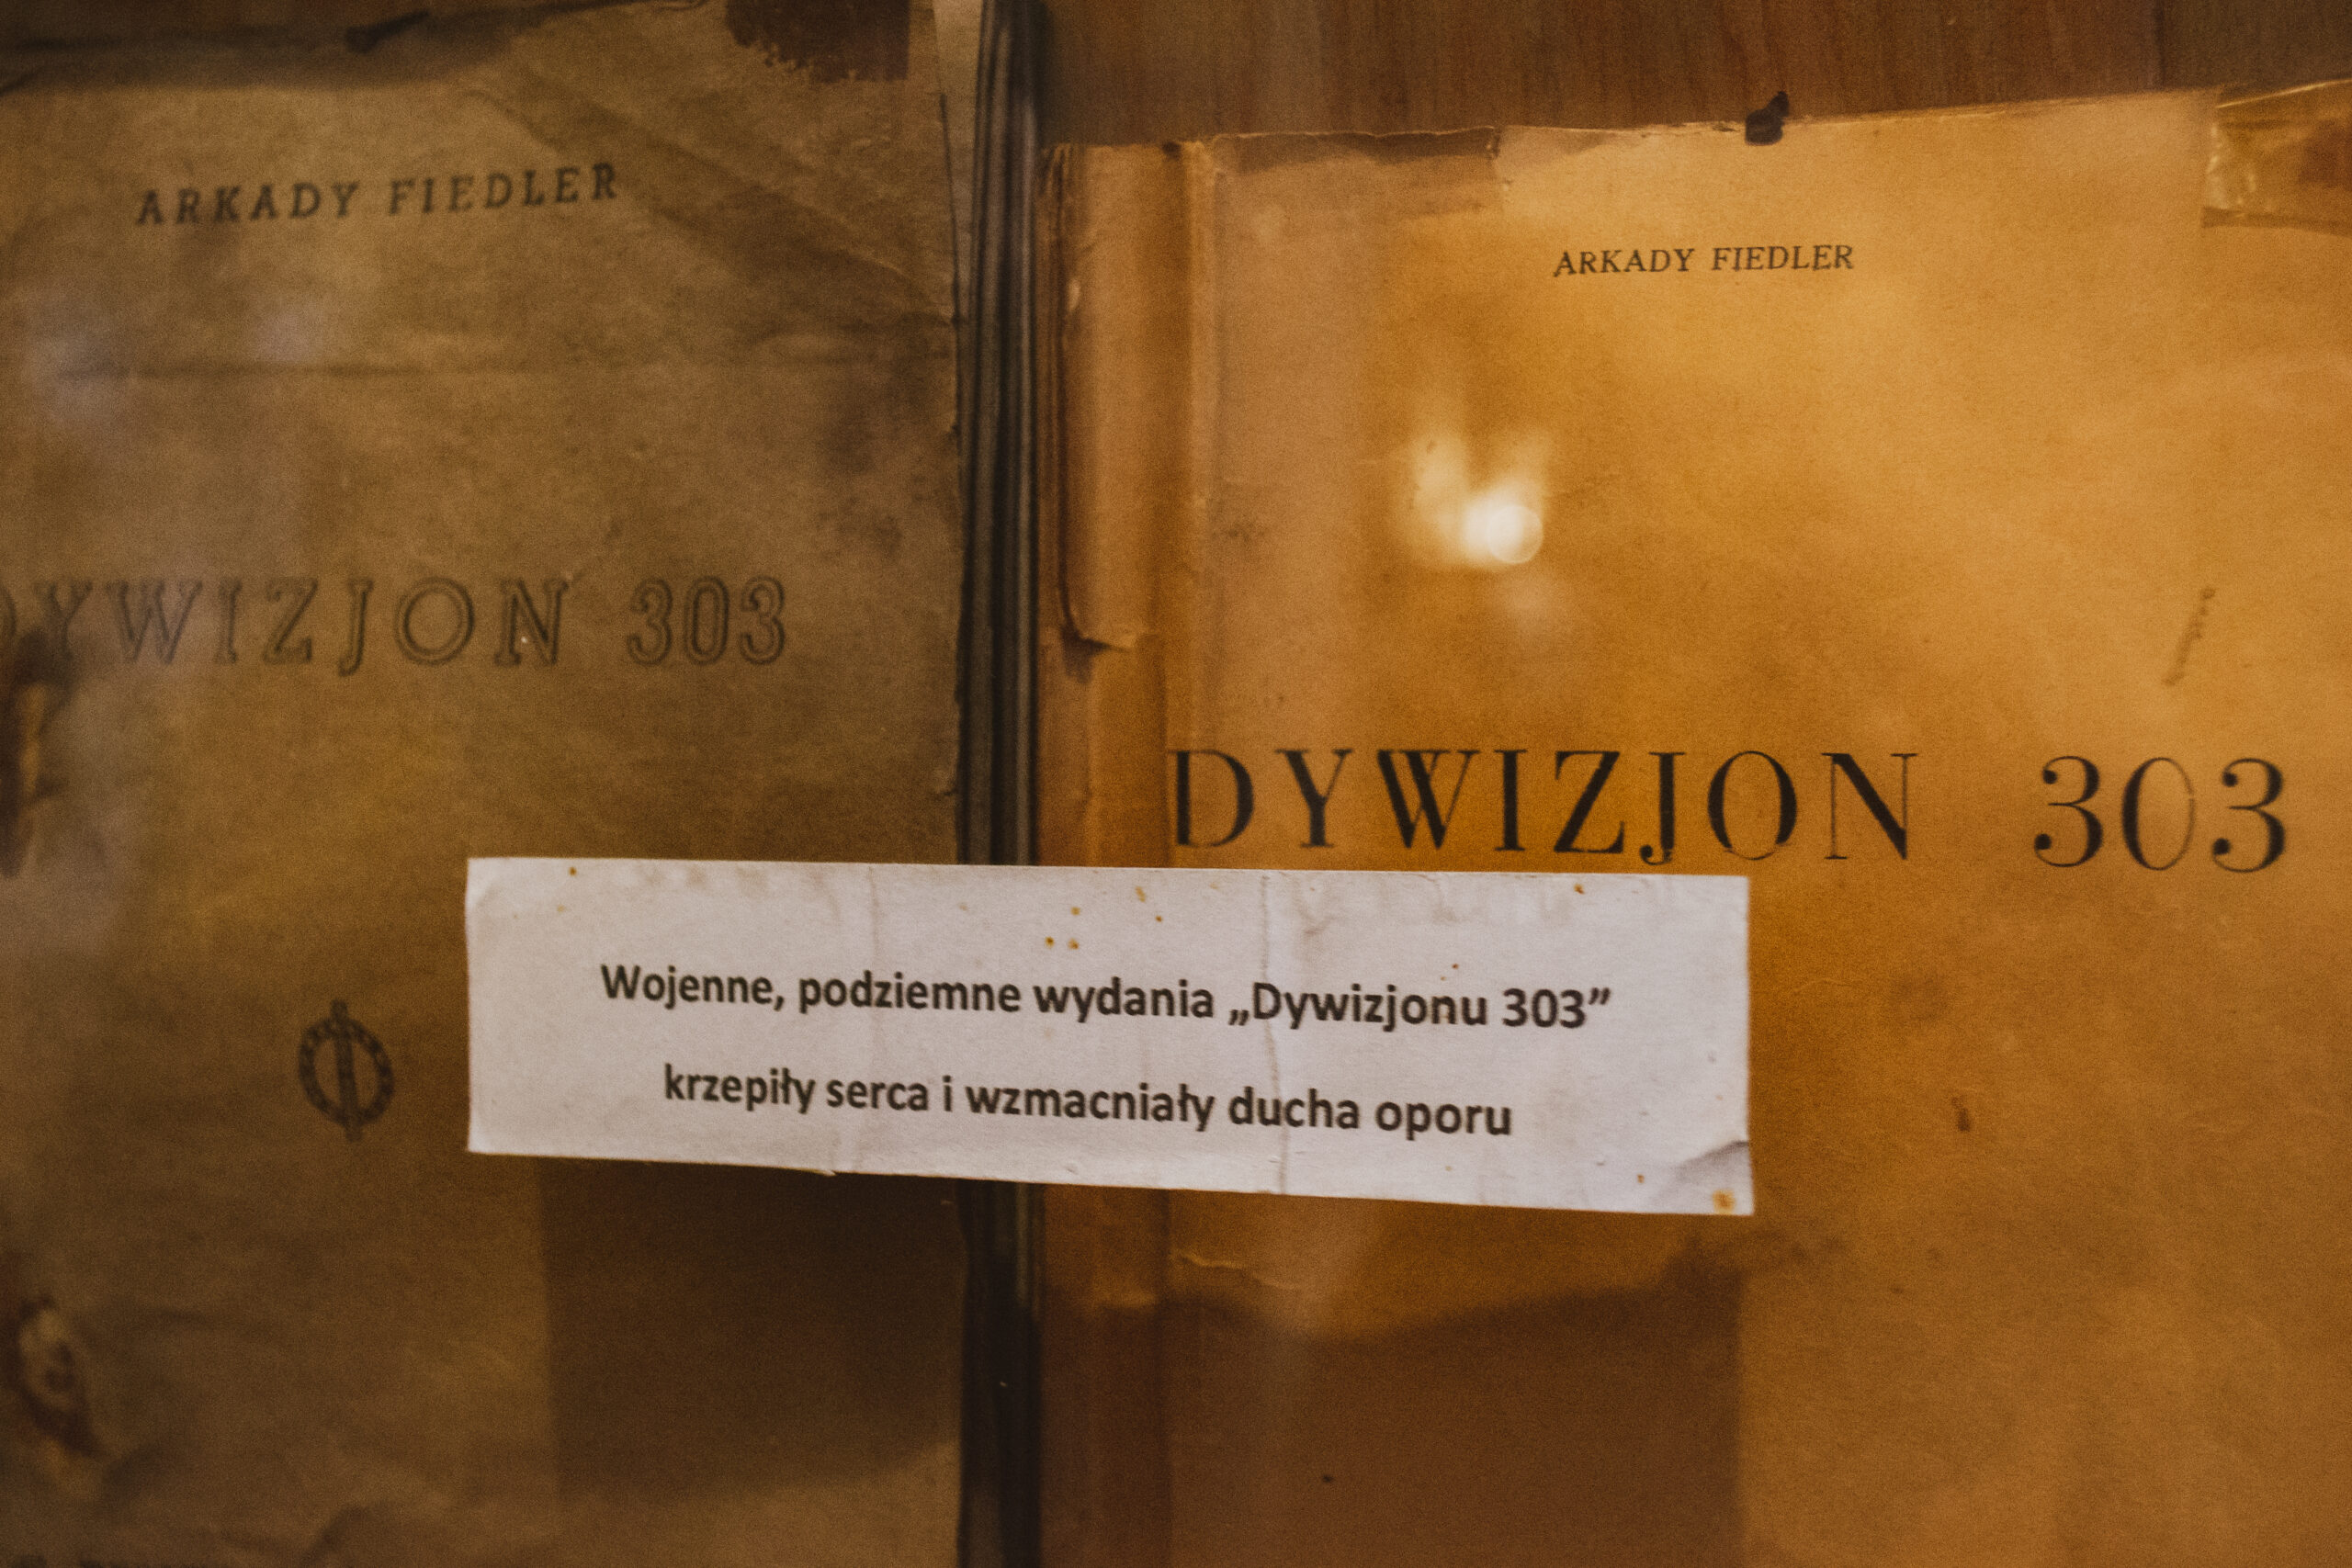 ARKADY FIEDLER
DYWIZJON 303
ARKADY FIEDLER
DYWIZJON 303
Wojenne, podziemne wydania „Dywizjonu 303”
krzepiły serca i wzmacniały ducha oporu